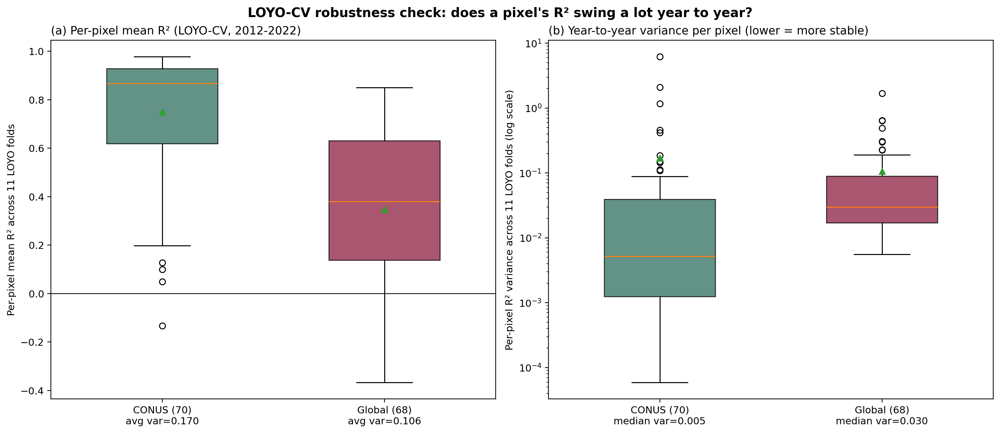 LOYO-CV robustness check: does a pixel's R² swing a lot year to year?
(a) Per-pixel mean R² (LOYO-CV, 2012-2022)
Per-pixel mean R² across 11 LOYO folds
1.0
0.8
0.6
0.4
0.2
0.0
−0.2
−0.4
CONUS (70)
avg var=0.170
Global (68)
avg var=0.106
(b) Year-to-year variance per pixel (lower = more stable)
Per-pixel R² variance across 11 LOYO folds (log scale)
10¹
10⁰
10⁻¹
10⁻²
10⁻³
10⁻⁴
CONUS (70)
median var=0.005
Global (68)
median var=0.030